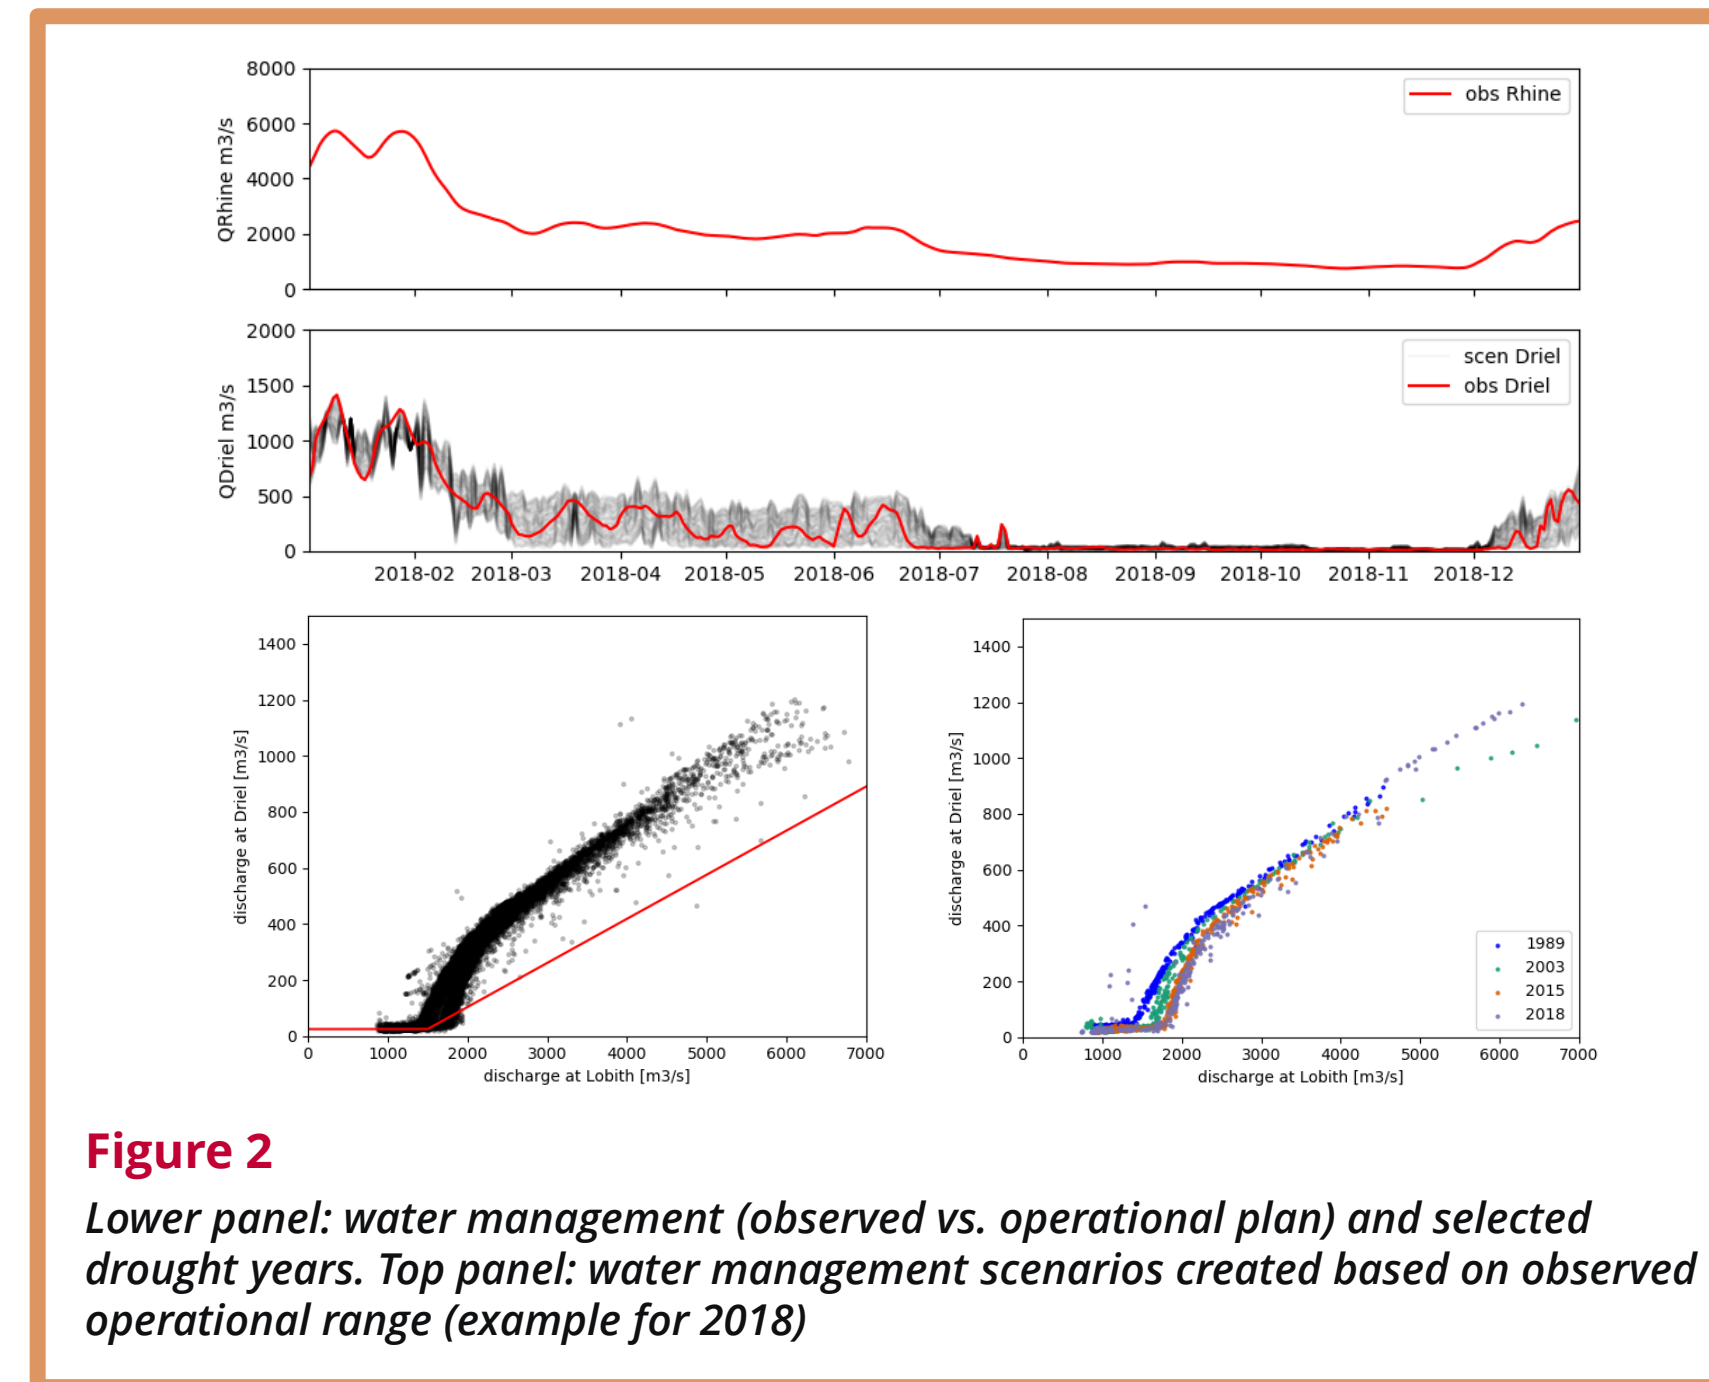 8000
6000
4000
2000
0
QRhine m3/s
obs Rhine
2000
1500
1000
500
0
QDriel m3/s
scen Driel
obs Driel
2018-02 2018-03 2018-04 2018-05 2018-06 2018-07 2018-08 2018-09 2018-10 2018-11 2018-12
1400
1200
1000
800
600
400
200
0
discharge at Driel [m3/s]
0 1000 2000 3000 4000 5000 6000 7000
discharge at Lobith [m3/s]
1400
1200
1000
800
600
400
200
0
discharge at Driel [m3/s]
1989
2003
2015
2018
0 1000 2000 3000 4000 5000 6000 7000
discharge at Lobith [m3/s]
Figure 2
Lower panel: water management (observed vs. operational plan) and selected
drought years. Top panel: water management scenarios created based on observed
operational range (example for 2018)